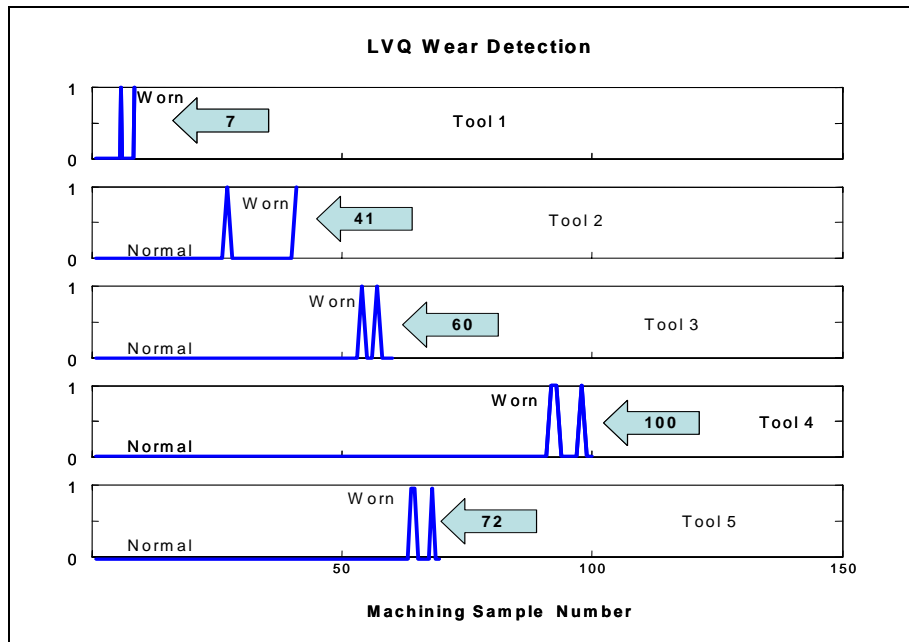 LVQ Wear Detection
1
Worn
7
Tool 1
0
1
Worn
41
Tool 2
Normal
0
1
Worn
60
Tool 3
Normal
0
1
Worn
100
Tool 4
Normal
0
1
Worn
72
Tool 5
Normal
0
50
100
150
Machining Sample Number